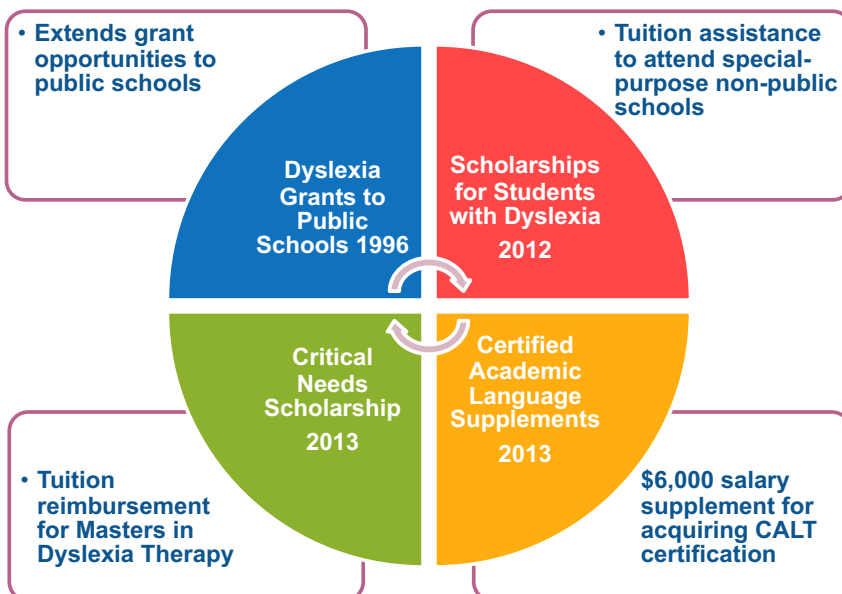 • Extends grant
opportunities to
public schools
• Tuition assistance
to attend special-
purpose non-public
schools
Dyslexia
Grants to
Public
Schools 1996
Scholarships
for Students
with Dyslexia
2012
Critical
Needs
Scholarship
2013
Certified
Academic
Language
Supplements
2013
• Tuition
reimbursement
for Masters in
Dyslexia Therapy
$6,000 salary
supplement for
acquiring CALT
certification